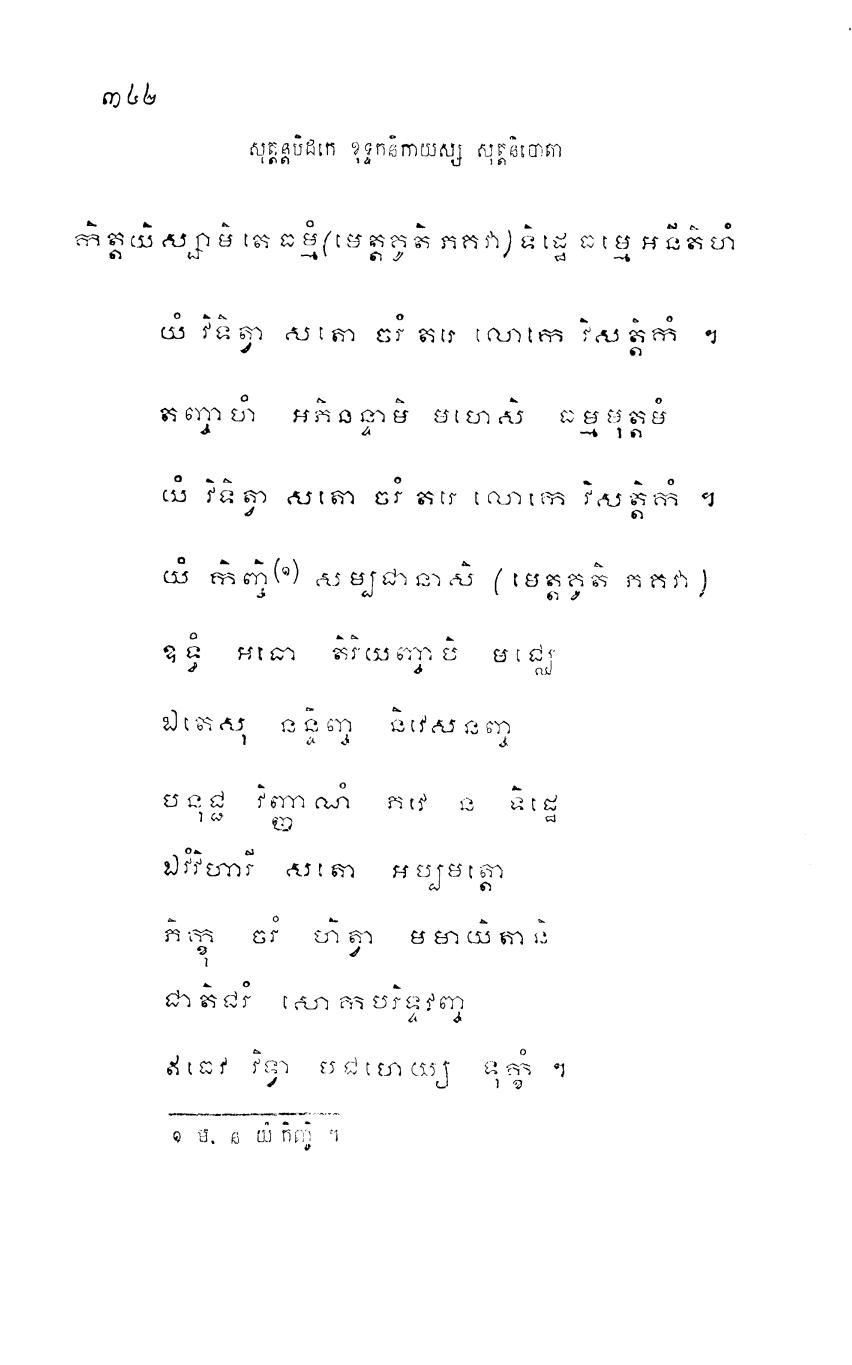 ៣៤២
សុត្តន្តបិដកេ ខុទ្ទកនិកាយស្ស សុត្តនិបាតោ
កិត្តយិស្សាមិ តេ ធម្មំ (មេត្តគូតិ ភគវា) ទិដ្ឋេ ធម្មេ អនីតិហំ
យំ វិទិត្វា សតោ ចរំ តរេ លោកេ វិសត្តិកំ ។
តញ្ចាហំ អភិនន្ទាមិ មហេសិ ធម្មមុត្តមំ
យំ វិទិត្វា សតោ ចរំ តរេ លោកេ វិសត្តិកំ ។
យំ កិញ្ចិ(១) សម្បជានាសិ (មេត្តគូតិ ភគវា)
ឧទ្ធំ អធោ តិរិយញ្ចាបិ មជ្ឈេ
ឯតេសុ នន្ទិញ្ច និវេសនញ្ច
បនុជ្ជ វិញ្ញាណំ ភវេ ន ទិដ្ឋេ
ឯវំវិហារី សតោ អប្បមត្តោ
ភិក្ខុ ចរំ ហិត្វា មមាយិតានិ
ជាតិជរំ សោកបរិទ្ទវញ្ច
ឥធេវ វិទ្វា បជហេយ្យ ទុក្ខំ ។
១ ម. ន យំ កិញ្ចិ ។